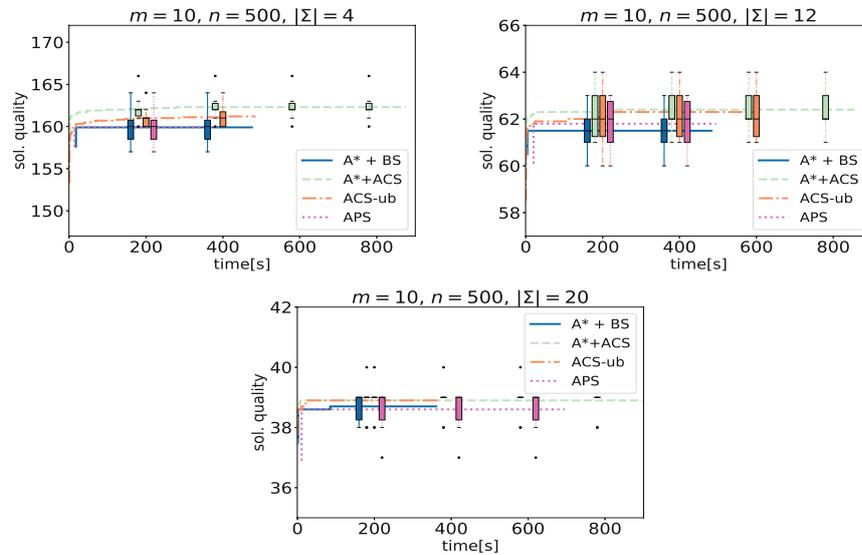 m = 10, n = 500, |Σ| = 4
170
165
160
155
150
sol. quality
0
200
400
600
800
time[s]
A* + BS
A*+ACS
ACS-ub
APS
m = 10, n = 500, |Σ| = 12
66
64
62
60
58
sol. quality
0
200
400
600
800
time[s]
A* + BS
A*+ACS
ACS-ub
APS
m = 10, n = 500, |Σ| = 20
42
40
38
36
sol. quality
0
200
400
600
800
time[s]
A* + BS
A*+ACS
ACS-ub
APS